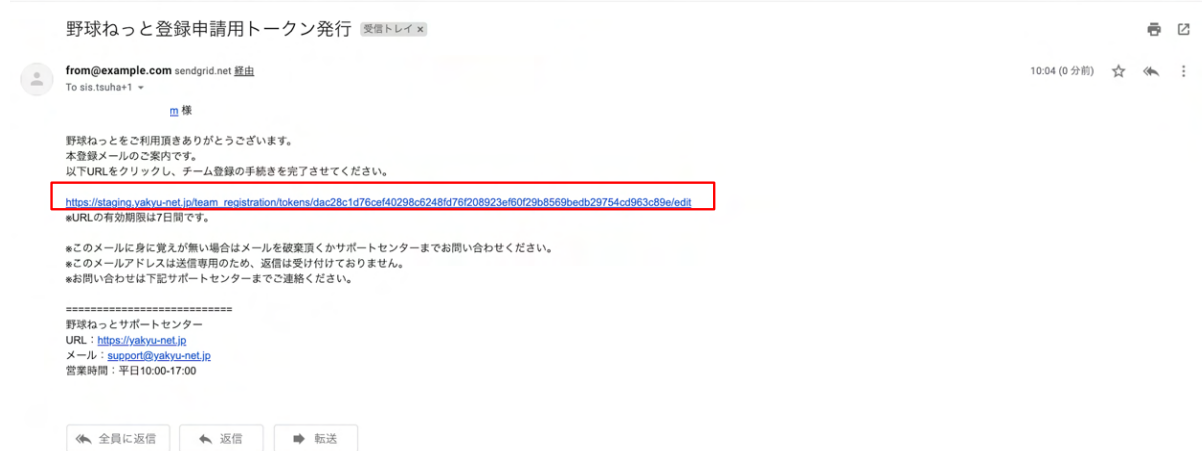 野球ねっと登録申請用トークン発行 受信トレイ ×
from@example.com sendgrid.net 経由
10:04 (0 分前)
To sis.tsuha+1
m 様
野球ねっとをご利用頂きありがとうございます。
本登録メールのご案内です。
以下URLをクリックし、チーム登録の手続きを完了させてください。
https://staging.yakyu-net.jp/team_registration/tokens/dac28c1d76cef40298c6248fd76f208923ef60f29b8569bedb29754cd963c89e/edit
※URLの有効期限は7日間です。
※このメールに身に覚えが無い場合はメールを破棄頂くかサポートセンターまでお問い合わせください。
※このメールアドレスは送信専用のため、返信は受け付けておりません。
※お問い合わせは下記サポートセンターまでご連絡ください。
===========================
野球ねっとサポートセンター
URL：https://yakyu-net.jp
メール：support@yakyu-net.jp
営業時間：平日10:00-17:00
全員に返信
返信
転送